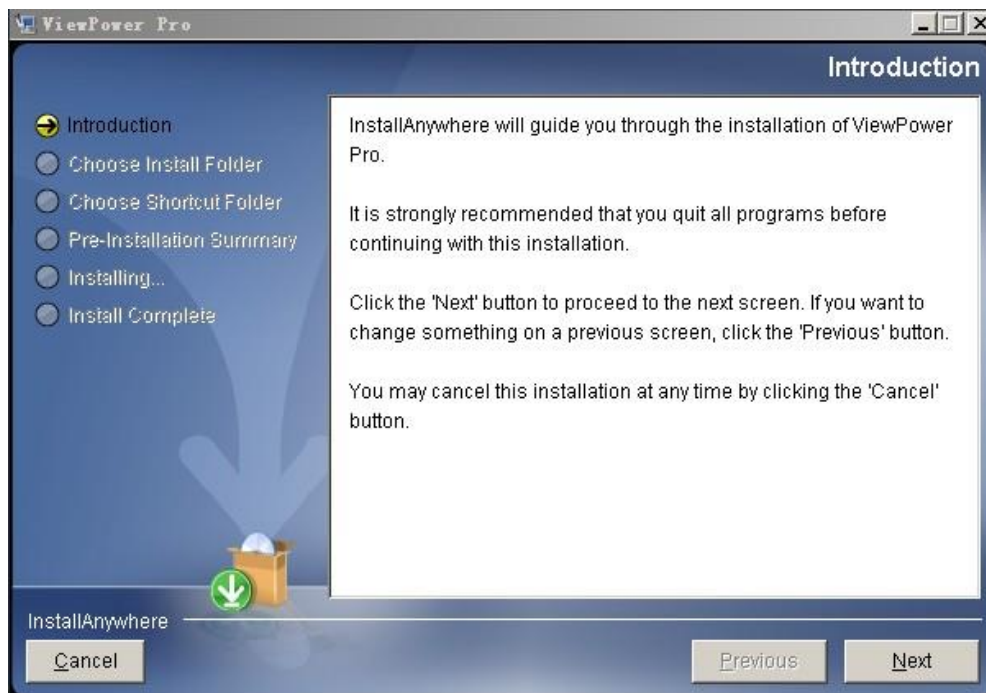 ViewPower Pro
Introduction
Introduction
Choose Install Folder
Choose Shortcut Folder
Pre-Installation Summary
Installing...
Install Complete
InstallAnywhere will guide you through the installation of ViewPower
Pro.
It is strongly recommended that you quit all programs before
continuing with this installation.
Click the 'Next' button to proceed to the next screen. If you want to
change something on a previous screen, click the 'Previous' button.
You may cancel this installation at any time by clicking the 'Cancel'
button.
InstallAnywhere
Cancel
Previous
Next